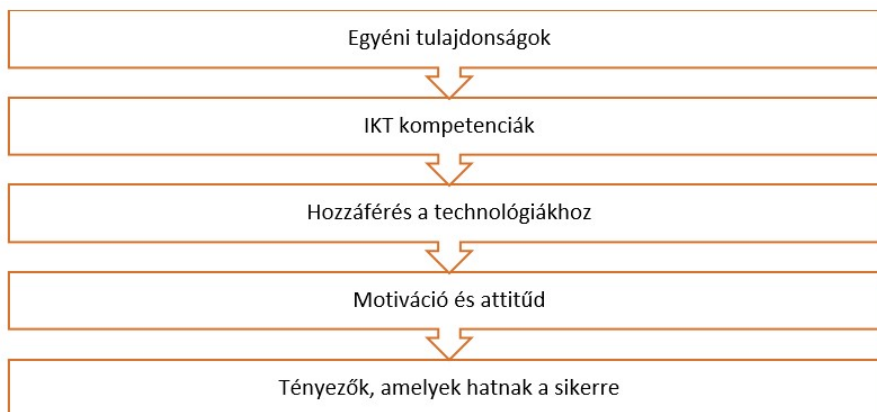 Egyéni tulajdonságok
IKT kompetenciák
Hozzáférés a technológiákhoz
Motiváció és attitűd
Tényezők, amelyek hatnak a sikerre